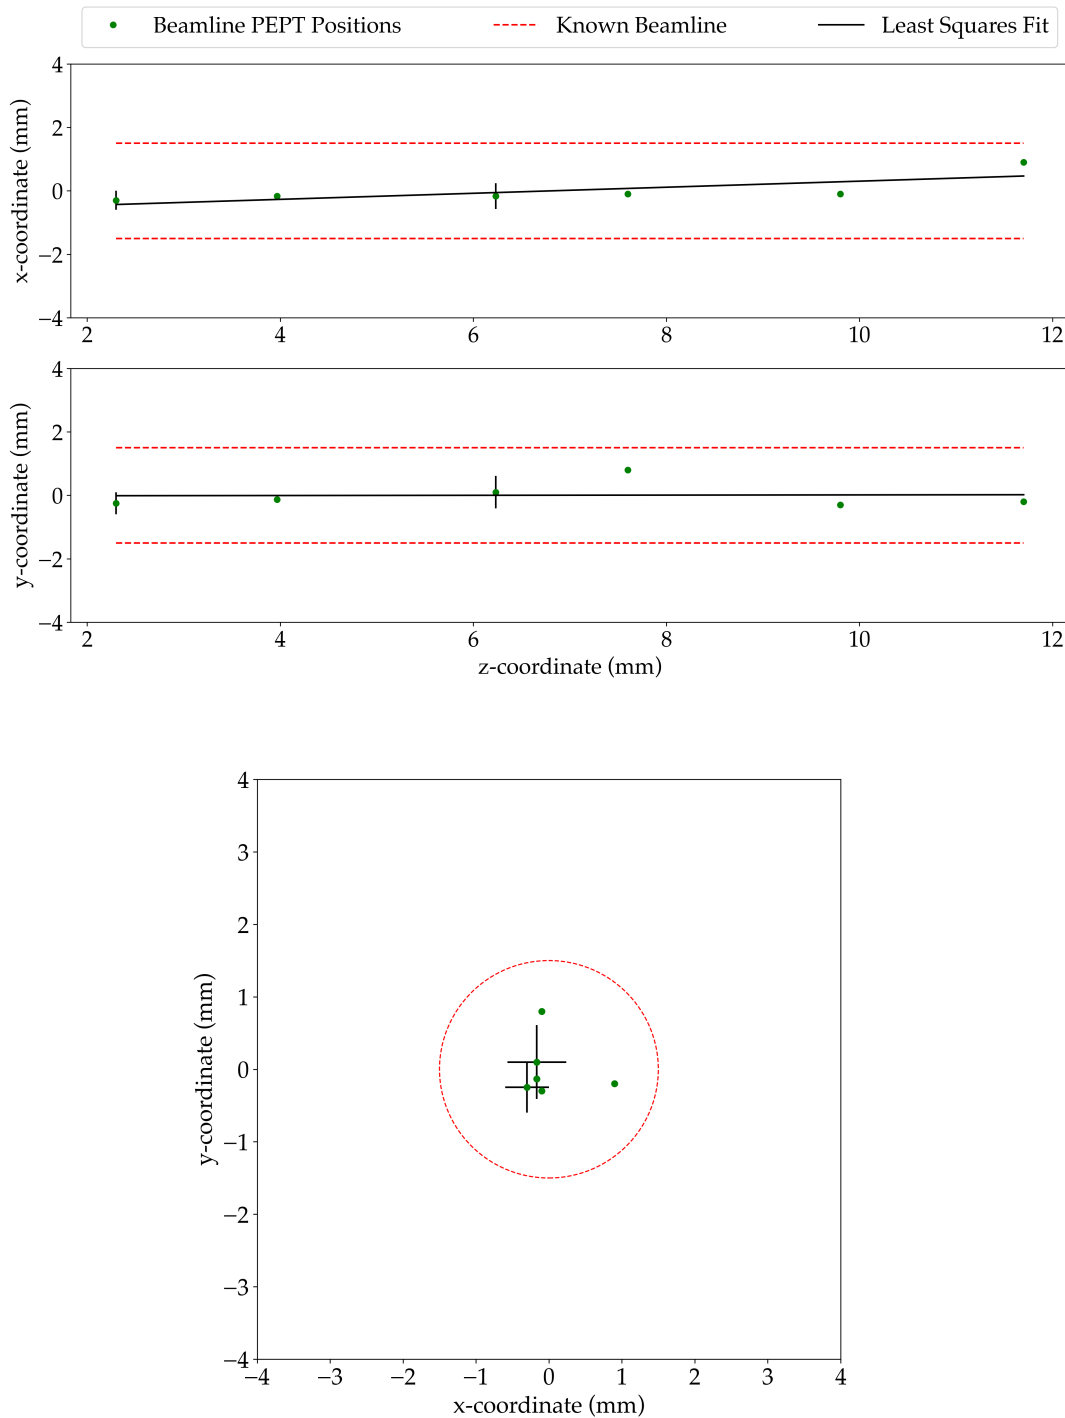 Beamline PEPT Positions Known Beamline Least Squares Fit
4
2
0
−2
−4
x-coordinate (mm)
2 4 6 8 10 12
4
2
0
−2
−4
y-coordinate (mm)
2 4 6 8 10 12
z-coordinate (mm)
4
3
2
1
0
−1
−2
−3
−4
y-coordinate (mm)
−4 −3 −2 −1 0 1 2 3 4
x-coordinate (mm)